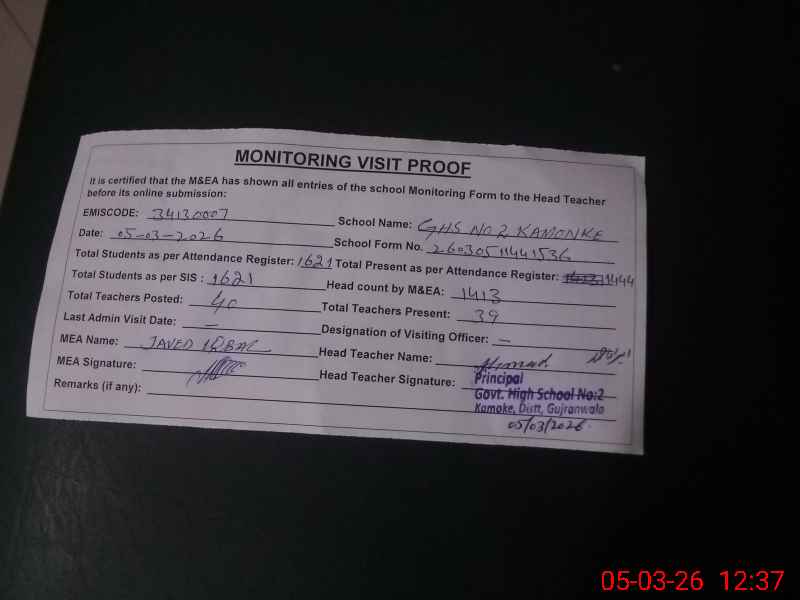 MONITORING VISIT PROOF
It is certified that the M&EA has shown all entries of the school Monitoring Form to the Head Teacher
before its online submission:
EMISCODE: 34130007 School Name: GHS NO 2 KAMONKE
Date: 05-03-2026 School Form No. 26030511441536
Total Students as per Attendance Register: 1621 Total Present as per Attendance Register: 1444
Total Students as per SIS : 1621 Head count by M&EA: 1413
Total Teachers Posted: 40 Total Teachers Present: 39
Last Admin Visit Date: – Designation of Visiting Officer: –
MEA Name: JAVED IQBAL Head Teacher Name:
MEA Signature: Head Teacher Signature:
Remarks (if any):
Principal
Govt. High School No:2
Kamoke, Distt, Gujranwala
05/03/2026.
05-03-26 12:37